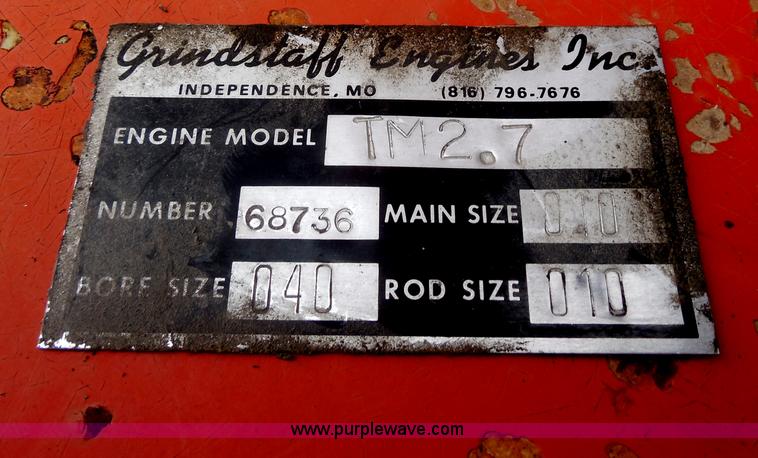 Grindstaff Engines Inc.
INDEPENDENCE, MO (816) 796-7676
ENGINE MODEL TM2.7
NUMBER 68736 MAIN SIZE 010
BORE SIZE 040 ROD SIZE 010
www.purplewave.com